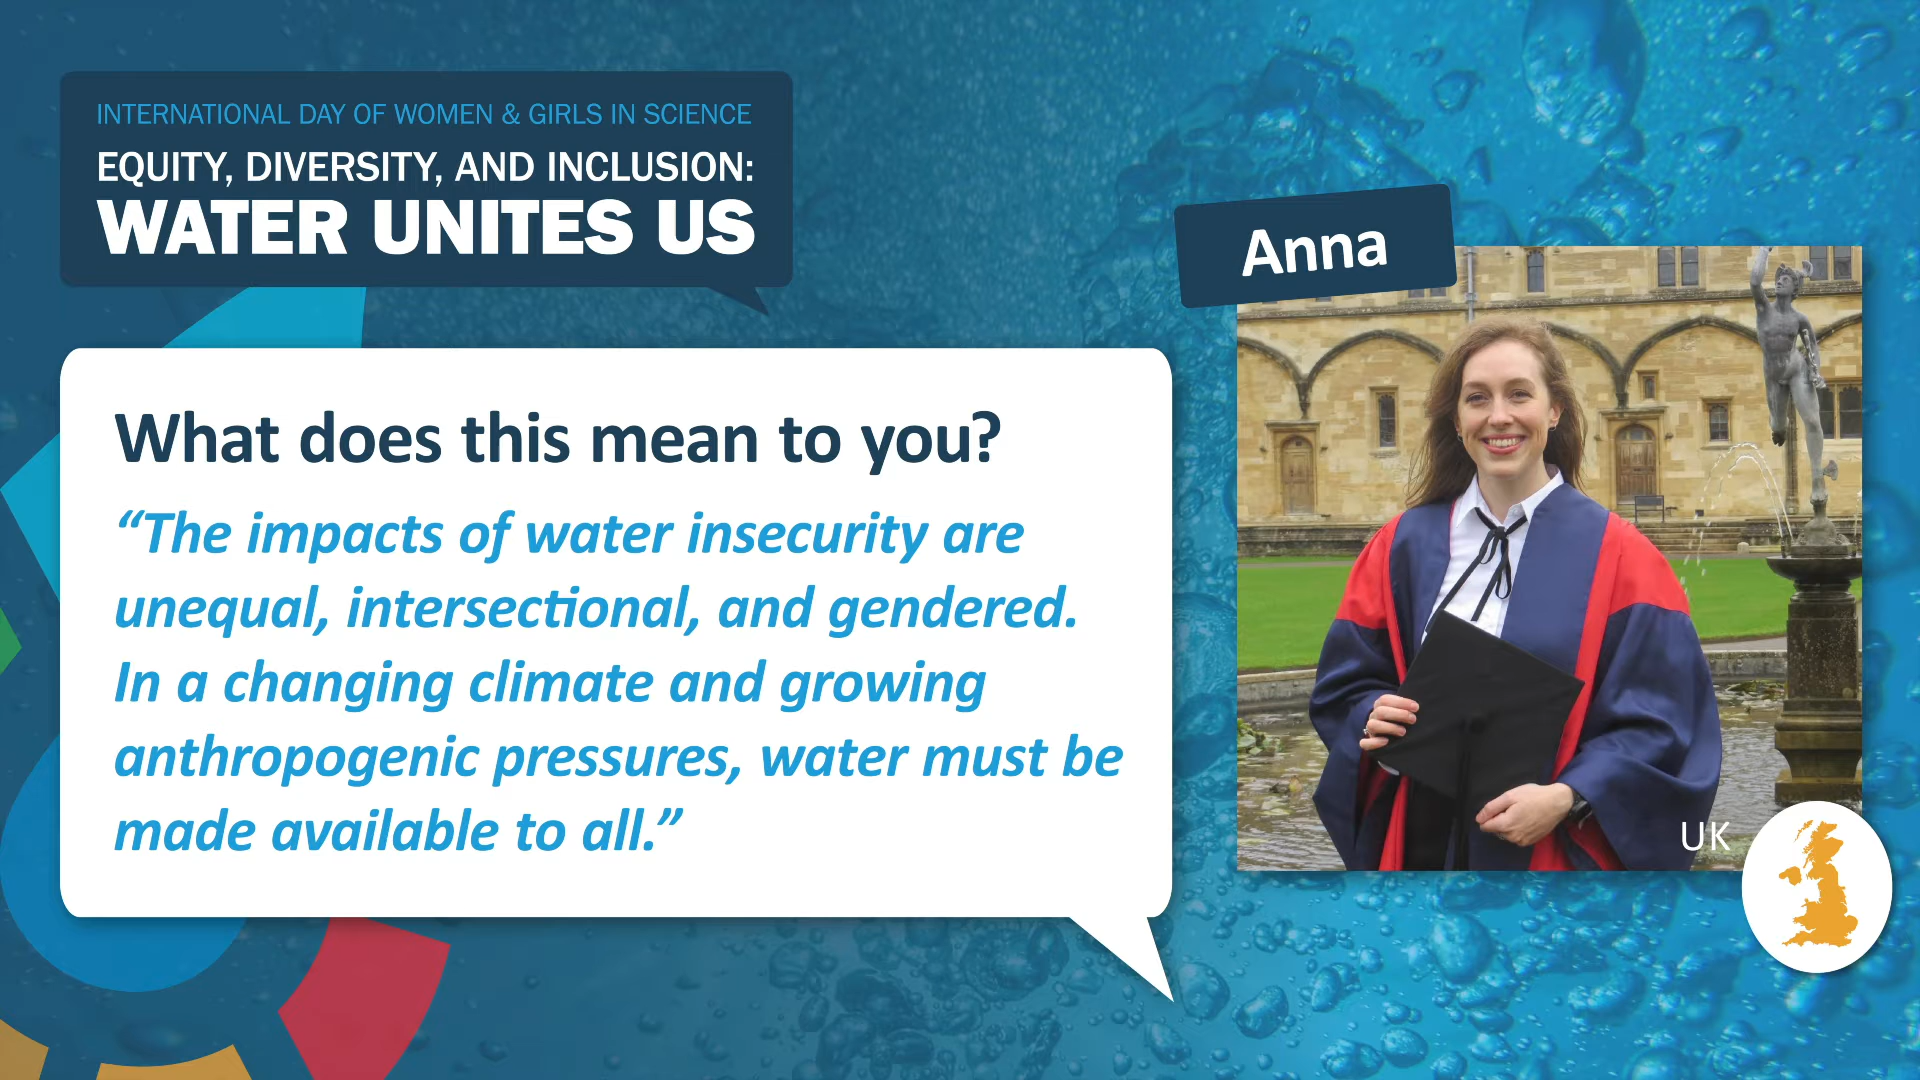 INTERNATIONAL DAY OF WOMEN & GIRLS IN SCIENCE
EQUITY, DIVERSITY, AND INCLUSION:
WATER UNITES US
Anna
What does this mean to you?
“The impacts of water insecurity are
unequal, intersectional, and gendered.
In a changing climate and growing
anthropogenic pressures, water must be
made available to all.”
UK